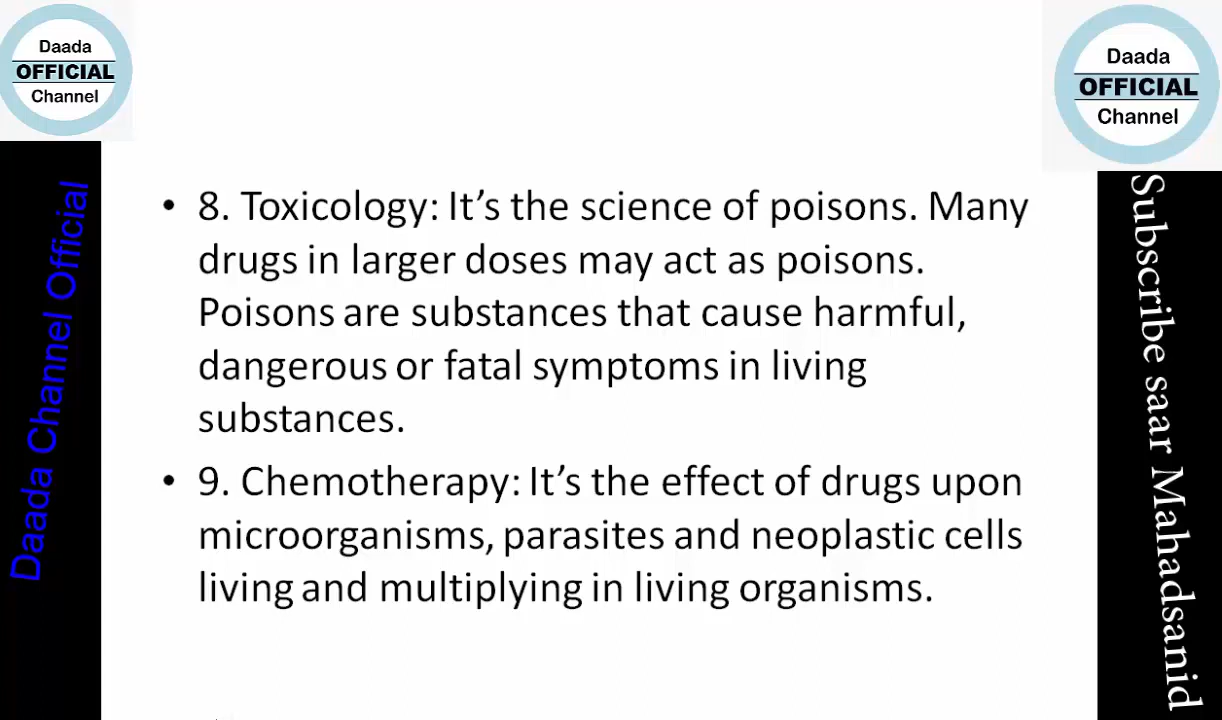 Daada
OFFICIAL
Channel
Daada
OFFICIAL
Channel
• 8. Toxicology: It’s the science of poisons. Many
drugs in larger doses may act as poisons.
Poisons are substances that cause harmful,
dangerous or fatal symptoms in living
substances.
• 9. Chemotherapy: It’s the effect of drugs upon
microorganisms, parasites and neoplastic cells
living and multiplying in living organisms.
Daada Channel Official
Subscribe saar Mahadsanid